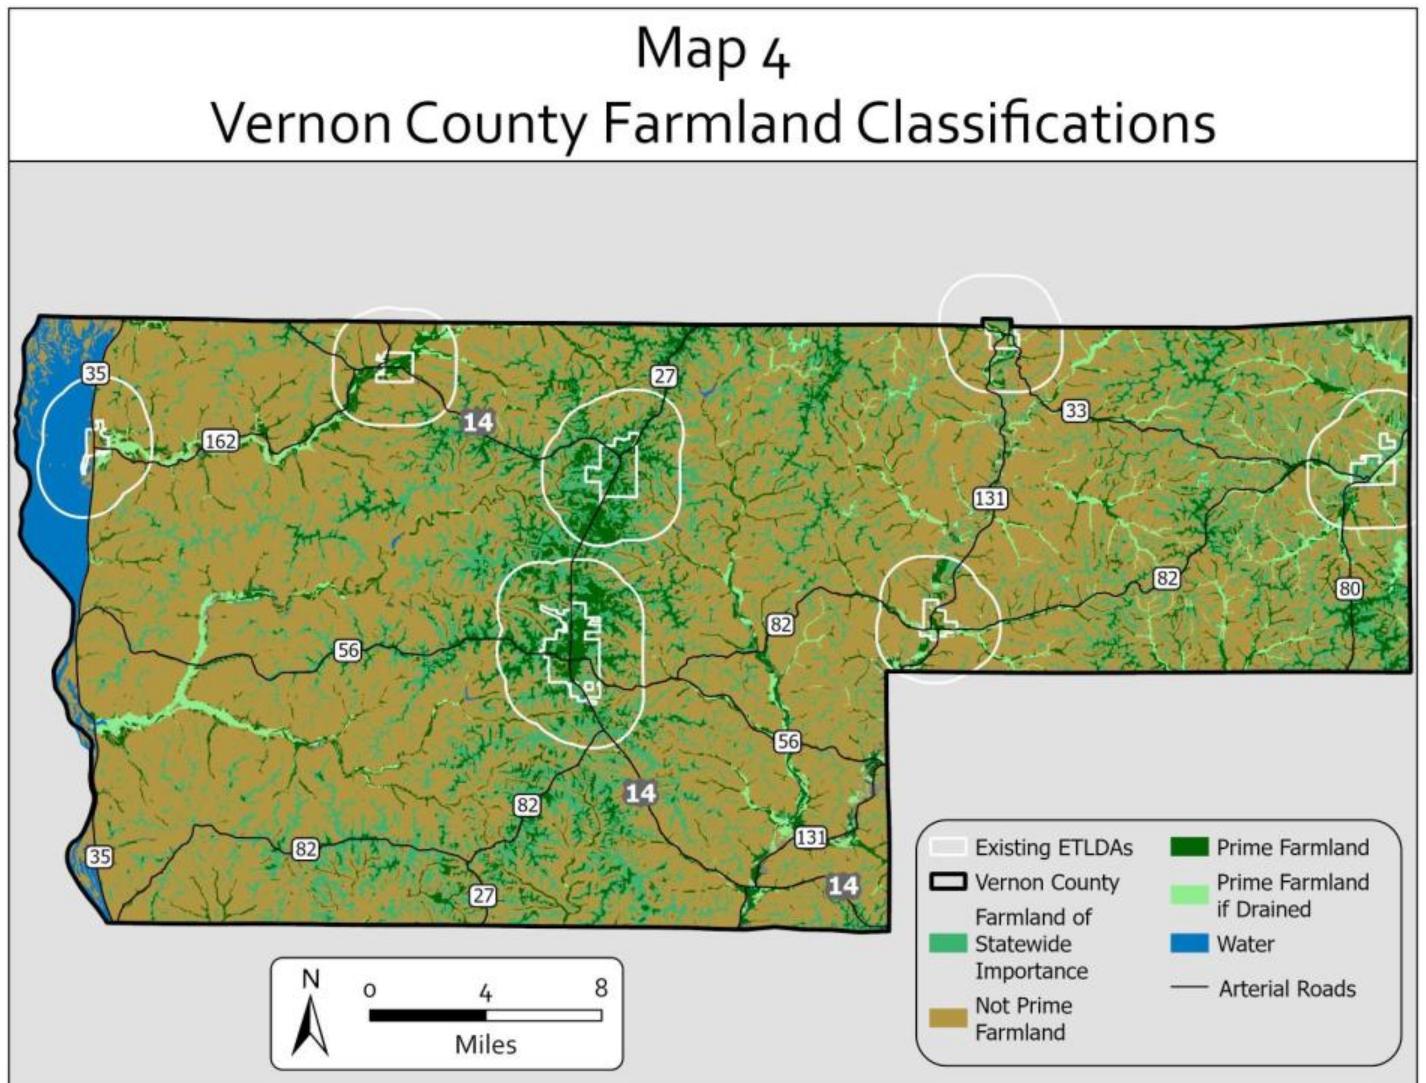 Map 4
Vernon County Farmland Classifications
35
162
14
27
33
131
82
80
82
56
56
14
82
131
82
35
27
14
Existing ETLDAs
Vernon County
Farmland of
Statewide
Importance
Not Prime
Farmland
Prime Farmland
Prime Farmland
if Drained
Water
Arterial Roads
N
0 4 8
Miles